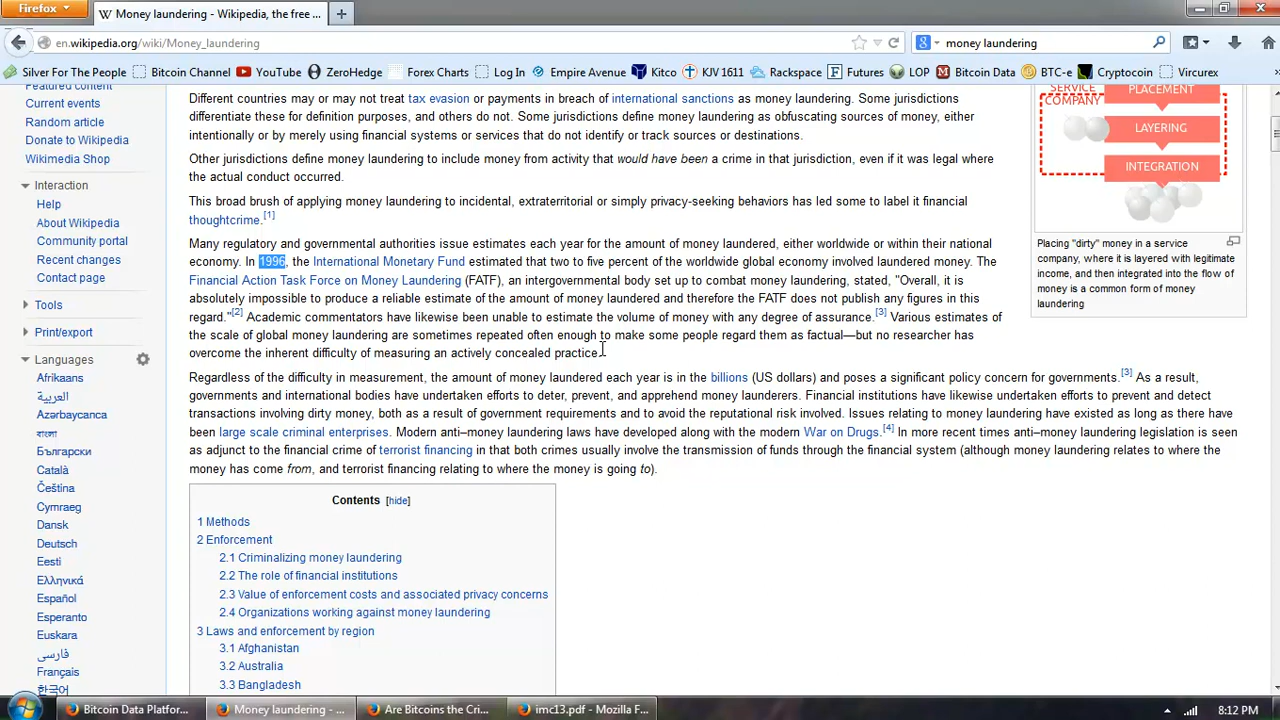 Firefox
W Money laundering - Wikipedia, the free ...
en.wikipedia.org/wiki/Money_laundering
money laundering
Silver For The People
Bitcoin Channel
YouTube
ZeroHedge
Forex Charts
Log In
Empire Avenue
Kitco
KJV 1611
Rackspace
Futures
LOP
Bitcoin Data
BTC-e
Cryptocoin
Vircurex
Featured content
Current events
Random article
Donate to Wikipedia
Wikimedia Shop
Interaction
Help
About Wikipedia
Community portal
Recent changes
Contact page
Tools
Print/export
Languages
Afrikaans
العربية
Azərbaycanca
বাংলা
Български
Català
Čeština
Cymraeg
Dansk
Deutsch
Eesti
Ελληνικά
Español
Esperanto
Euskara
فارسی
Français
한국어
Different countries may or may not treat tax evasion or payments in breach of international sanctions as money laundering. Some jurisdictions
differentiate these for definition purposes, and others do not. Some jurisdictions define money laundering as obfuscating sources of money, either
intentionally or by merely using financial systems or services that do not identify or track sources or destinations.
Other jurisdictions define money laundering to include money from activity that would have been a crime in that jurisdiction, even if it was legal where
the actual conduct occurred.
This broad brush of applying money laundering to incidental, extraterritorial or simply privacy-seeking behaviors has led some to label it financial
thoughtcrime.[1]
Many regulatory and governmental authorities issue estimates each year for the amount of money laundered, either worldwide or within their national
economy. In 1996, the International Monetary Fund estimated that two to five percent of the worldwide global economy involved laundered money. The
Financial Action Task Force on Money Laundering (FATF), an intergovernmental body set up to combat money laundering, stated, "Overall, it is
absolutely impossible to produce a reliable estimate of the amount of money laundered and therefore the FATF does not publish any figures in this
regard."[2] Academic commentators have likewise been unable to estimate the volume of money with any degree of assurance.[3] Various estimates of
the scale of global money laundering are sometimes repeated often enough to make some people regard them as factual—but no researcher has
overcome the inherent difficulty of measuring an actively concealed practice.
Regardless of the difficulty in measurement, the amount of money laundered each year is in the billions (US dollars) and poses a significant policy concern for governments.[3] As a result,
governments and international bodies have undertaken efforts to deter, prevent, and apprehend money launderers. Financial institutions have likewise undertaken efforts to prevent and detect
transactions involving dirty money, both as a result of government requirements and to avoid the reputational risk involved. Issues relating to money laundering have existed as long as there have
been large scale criminal enterprises. Modern anti–money laundering laws have developed along with the modern War on Drugs.[4] In more recent times anti–money laundering legislation is seen
as adjunct to the financial crime of terrorist financing in that both crimes usually involve the transmission of funds through the financial system (although money laundering relates to where the
money has come from, and terrorist financing relating to where the money is going to).
SERVICE
COMPANY
PLACEMENT
LAYERING
INTEGRATION
Placing "dirty" money in a service
company, where it is layered with legitimate
income, and then integrated into the flow of
money is a common form of money
laundering
Contents [hide]
1 Methods
2 Enforcement
2.1 Criminalizing money laundering
2.2 The role of financial institutions
2.3 Value of enforcement costs and associated privacy concerns
2.4 Organizations working against money laundering
3 Laws and enforcement by region
3.1 Afghanistan
3.2 Australia
3.3 Bangladesh
Bitcoin Data Platfor...
Money laundering - ...
Are Bitcoins the Cri...
imc13.pdf - Mozilla F...
8:12 PM